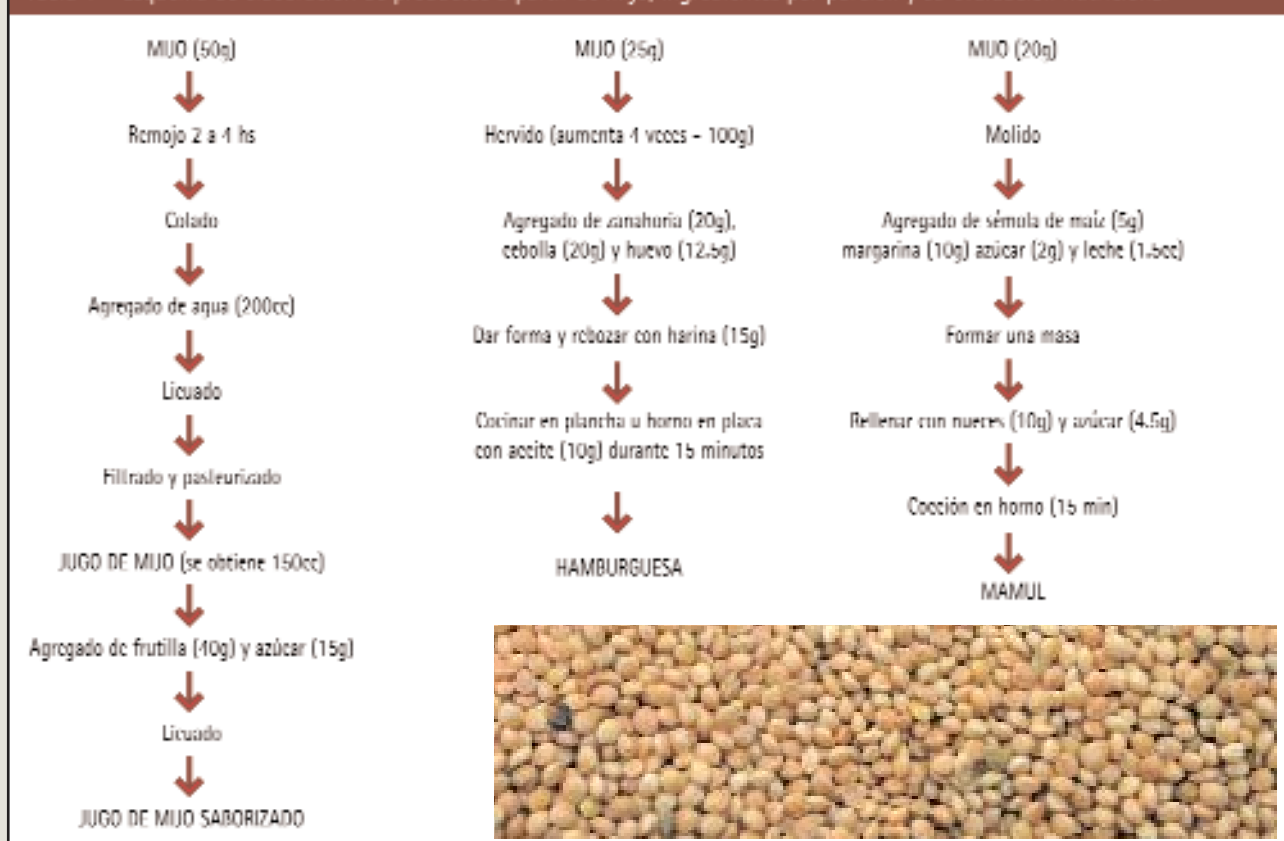 MIJO (50g)
Remojo 2 a 4 hs
Colado
Agregado de agua (200cc)
Licuado
Filtrado y pasteurizado
JUGO DE MIJO (se obtiene 150cc)
Agregado de frutilla (40g) y azúcar (15g)
Licuado
JUGO DE MIJO SABORIZADO
MIJO (25g)
Hervido (aumenta 4 veces – 100g)
Agregado de zanahoria (20g),
cebolla (20g) y huevo (12.5g)
Dar forma y rebozar con harina (15g)
Cocinar en plancha u horno en placa
con aceite (10g) durante 15 minutos
HAMBURGUESA
MIJO (20g)
Molido
Agregado de sémola de maíz (5g)
margarina (10g) azúcar (2g) y leche (1.5cc)
Formar una masa
Rellenar con nueces (10g) y azúcar (4.5g)
Cocción en horno (15 min)
MAMUL